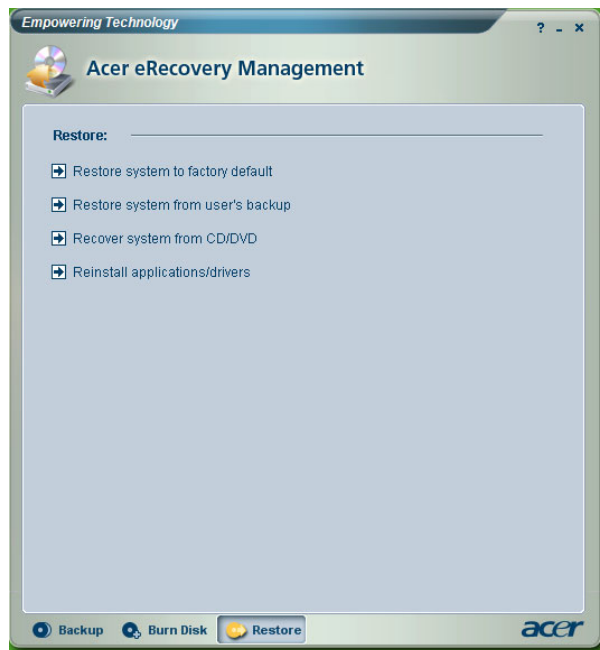 Empowering Technology
? - x
Acer eRecovery Management
Restore:
Restore system to factory default
Restore system from user's backup
Recover system from CD/DVD
Reinstall applications/drivers
Backup Burn Disk Restore acer